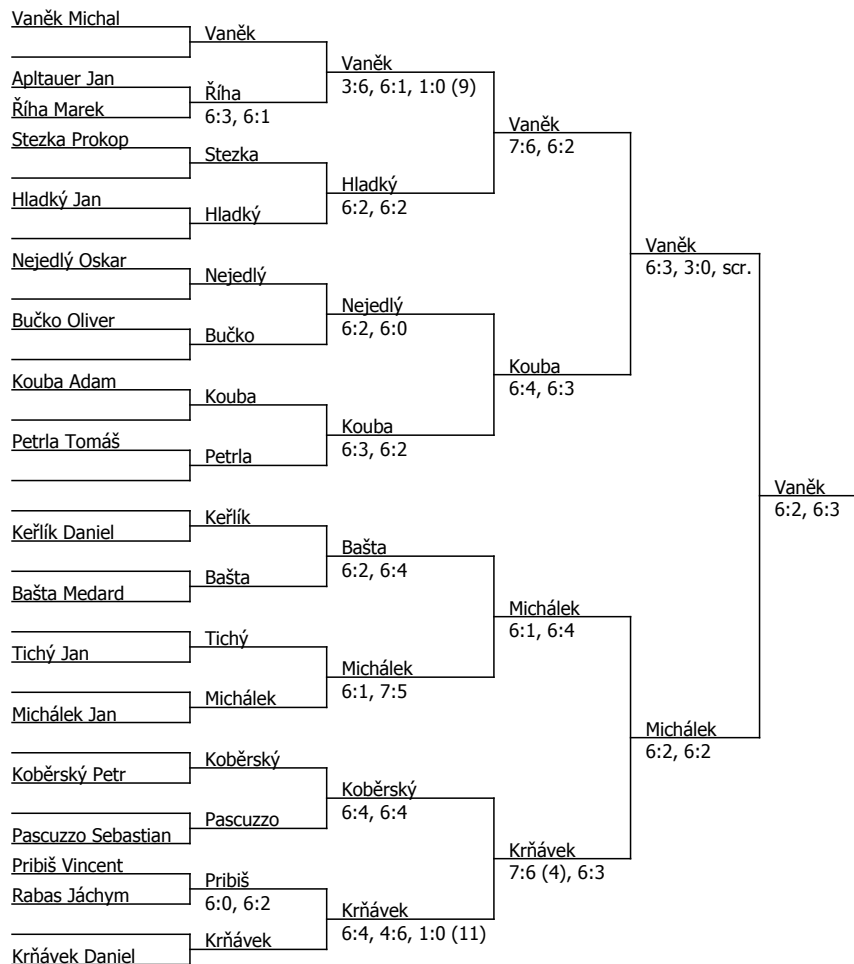 Vaněk Michal
Apltauer Jan
Říha Marek
Stezka Prokop
Hladký Jan
Nejedlý Oskar
Bučko Oliver
Kouba Adam
Petrla Tomáš
Keřlík Daniel
Bašta Medard
Tichý Jan
Michálek Jan
Koběrský Petr
Pascuzzo Sebastian
Pribiš Vincent
Rabas Jáchym
Krňávek Daniel
Vaněk
Říha
6:3, 6:1
Stezka
Hladký
Nejedlý
Bučko
Kouba
Petrla
Keřlík
Bašta
Tichý
Michálek
Koběrský
Pascuzzo
Pribiš
6:0, 6:2
Krňávek
Vaněk
3:6, 6:1, 1:0 (9)
Hladký
6:2, 6:2
Nejedlý
6:2, 6:0
Kouba
6:3, 6:2
Bašta
6:2, 6:4
Michálek
6:1, 7:5
Koběrský
6:4, 6:4
Krňávek
6:4, 4:6, 1:0 (11)
Vaněk
7:6, 6:2
Kouba
6:4, 6:3
Michálek
6:1, 6:4
Krňávek
7:6 (4), 6:3
Vaněk
6:3, 3:0, scr.
Michálek
6:2, 6:2
Vaněk
6:2, 6:3